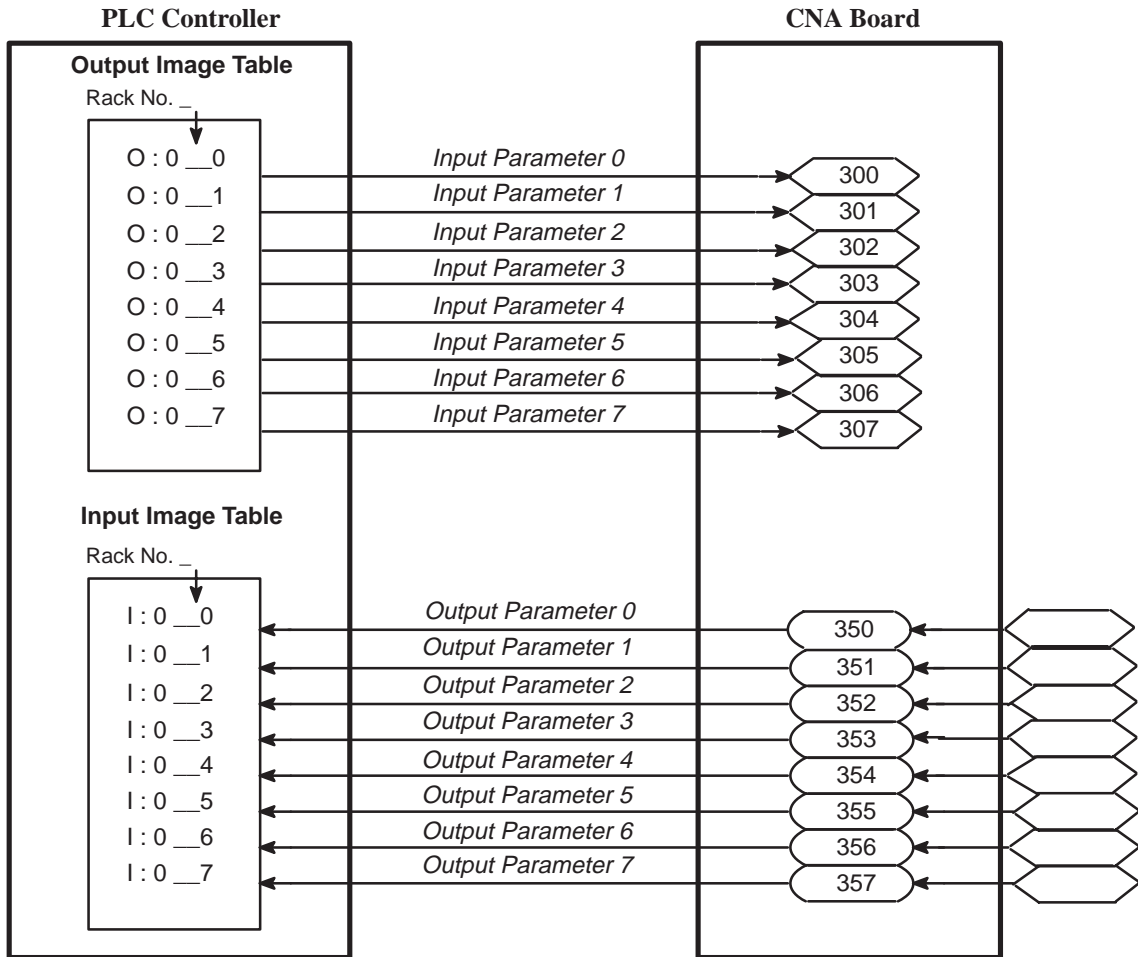 PLC Controller
CNA Board
Output Image Table
Rack No. _
O : 0 __0
O : 0 __1
O : 0 __2
O : 0 __3
O : 0 __4
O : 0 __5
O : 0 __6
O : 0 __7
Input Parameter 0
Input Parameter 1
Input Parameter 2
Input Parameter 3
Input Parameter 4
Input Parameter 5
Input Parameter 6
Input Parameter 7
300
301
302
303
304
305
306
307
Input Image Table
Rack No. _
I : 0 __0
I : 0 __1
I : 0 __2
I : 0 __3
I : 0 __4
I : 0 __5
I : 0 __6
I : 0 __7
Output Parameter 0
Output Parameter 1
Output Parameter 2
Output Parameter 3
Output Parameter 4
Output Parameter 5
Output Parameter 6
Output Parameter 7
350
351
352
353
354
355
356
357